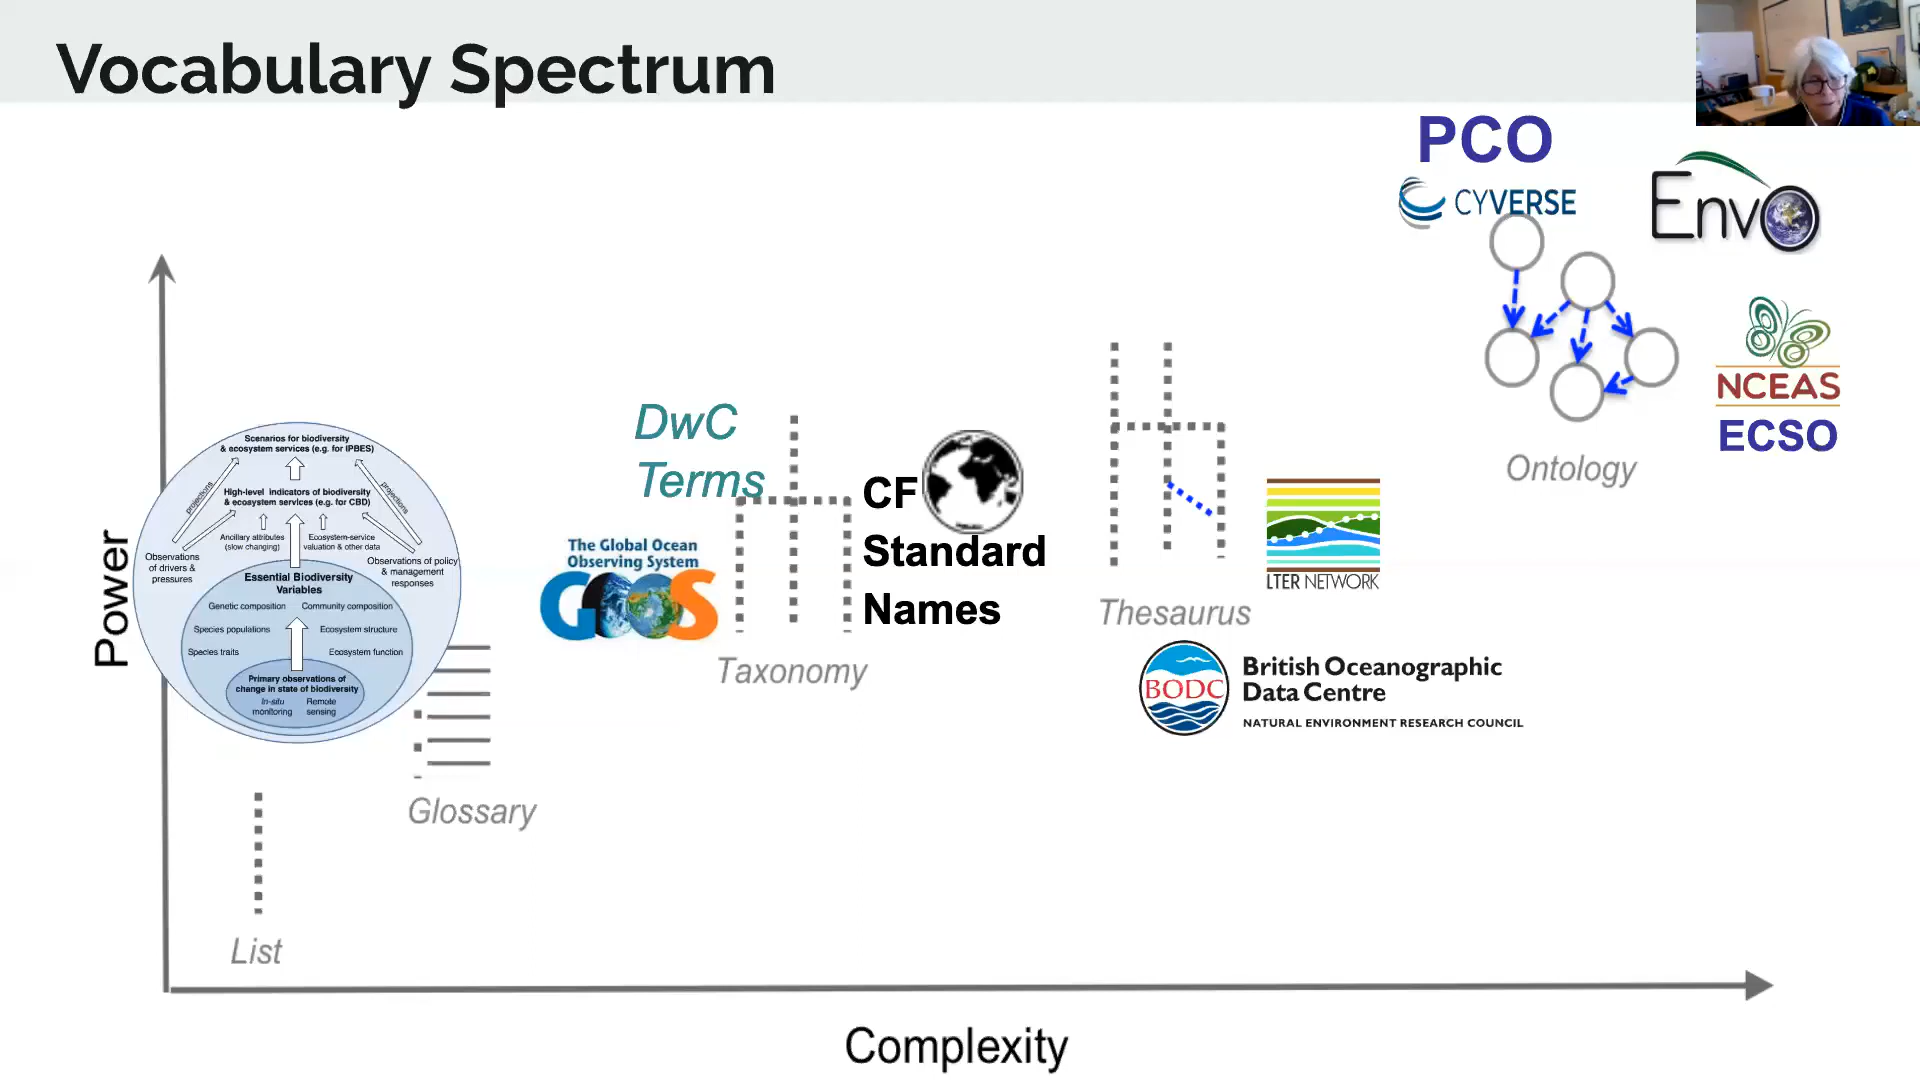 Vocabulary Spectrum
PCO
CYVERSE
EnvO
NCEAS
ECSO
Ontology
DwC
Terms
CF
Standard
Names
The Global Ocean
Observing System
GOOS
Taxonomy
LTER NETWORK
Thesaurus
BODC
British Oceanographic
Data Centre
NATURAL ENVIRONMENT RESEARCH COUNCIL
Scenarios for biodiversity
& ecosystem services (e.g. for IPBES)
projections
projections
High-level indicators of biodiversity
& ecosystem services (e.g. for CBD)
Ancillary attributes
(slow changing)
Ecosystem-service
valuation & other data
Observations
of drivers &
pressures
Observations of policy
& management
responses
Essential Biodiversity
Variables
Genetic composition
Community composition
Species populations
Ecosystem structure
Species traits
Ecosystem function
Primary observations of
change in state of biodiversity
In-situ
monitoring
Remote
sensing
Glossary
List
Power
Complexity